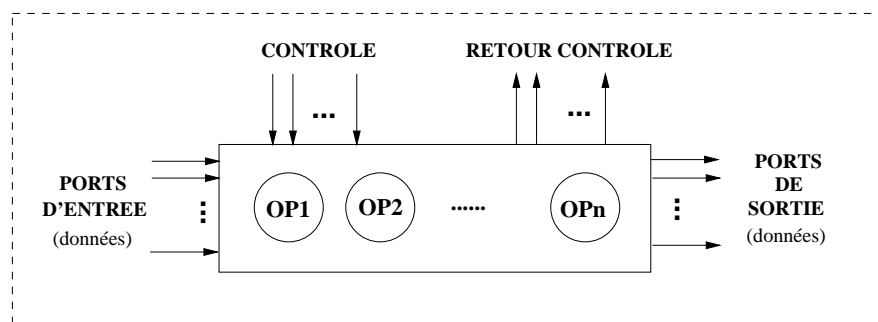 CONTROLE
RETOUR CONTROLE
...
...
PORTS
D'ENTREE
(données)
...
OP1
OP2
......
OPn
...
PORTS
DE
SORTIE
(données)